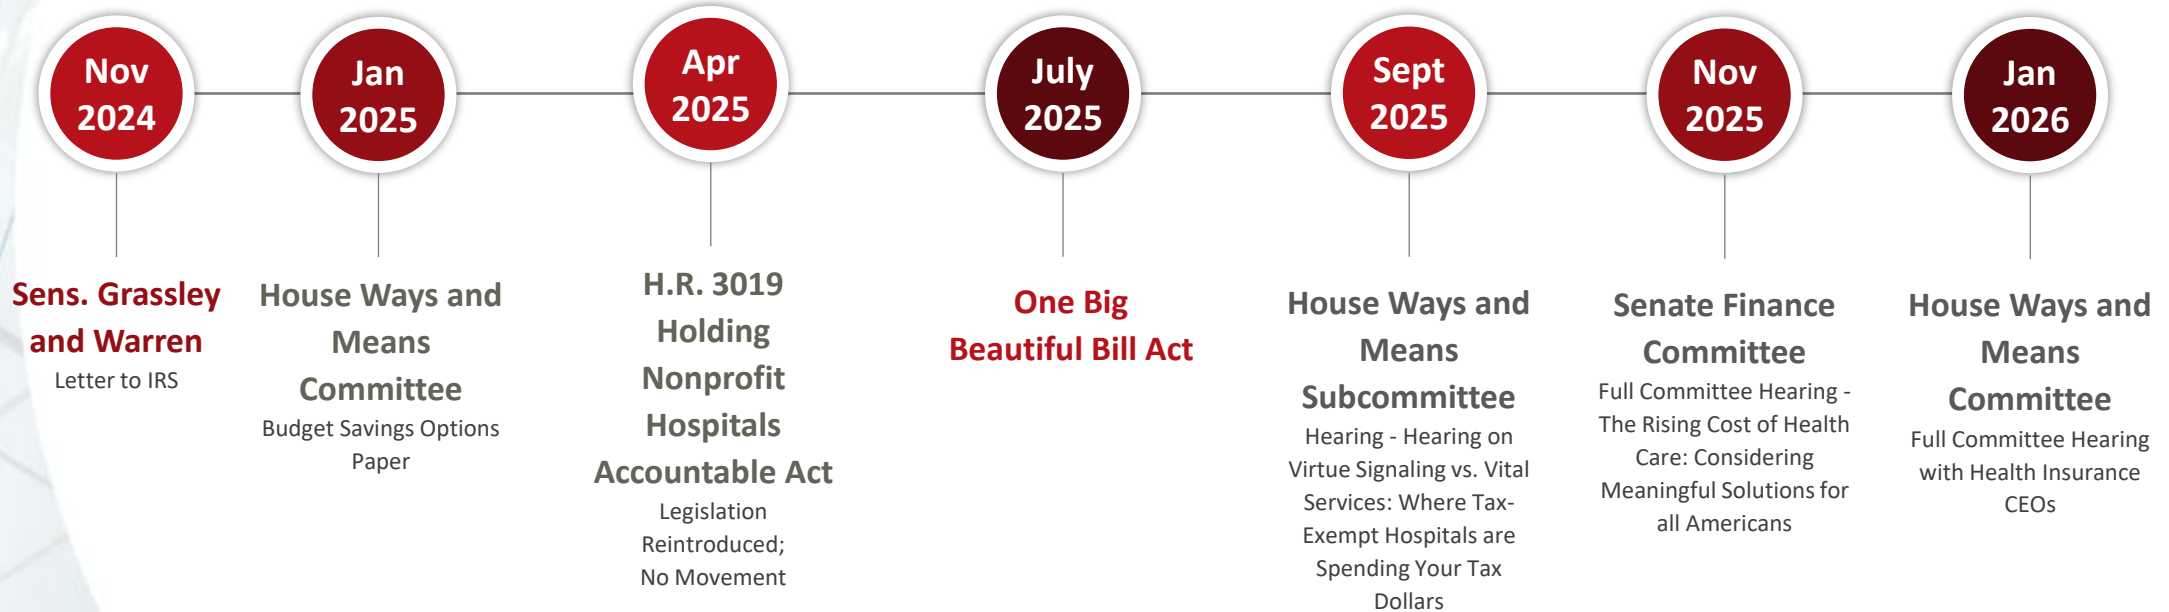 Nov
2024
Sens. Grassley
and Warren
Letter to IRS
Jan
2025
House Ways and
Means
Committee
Budget Savings Options
Paper
Apr
2025
H.R. 3019
Holding
Nonprofit
Hospitals
Accountable Act
Legislation
Reintroduced;
No Movement
July
2025
One Big
Beautiful Bill Act
Sept
2025
House Ways and
Means
Subcommittee
Hearing - Hearing on
Virtue Signaling vs. Vital
Services: Where Tax-
Exempt Hospitals are
Spending Your Tax
Dollars
Nov
2025
Senate Finance
Committee
Full Committee Hearing -
The Rising Cost of Health
Care: Considering
Meaningful Solutions for
all Americans
Jan
2026
House Ways and
Means
Committee
Full Committee Hearing
with Health Insurance
CEOs